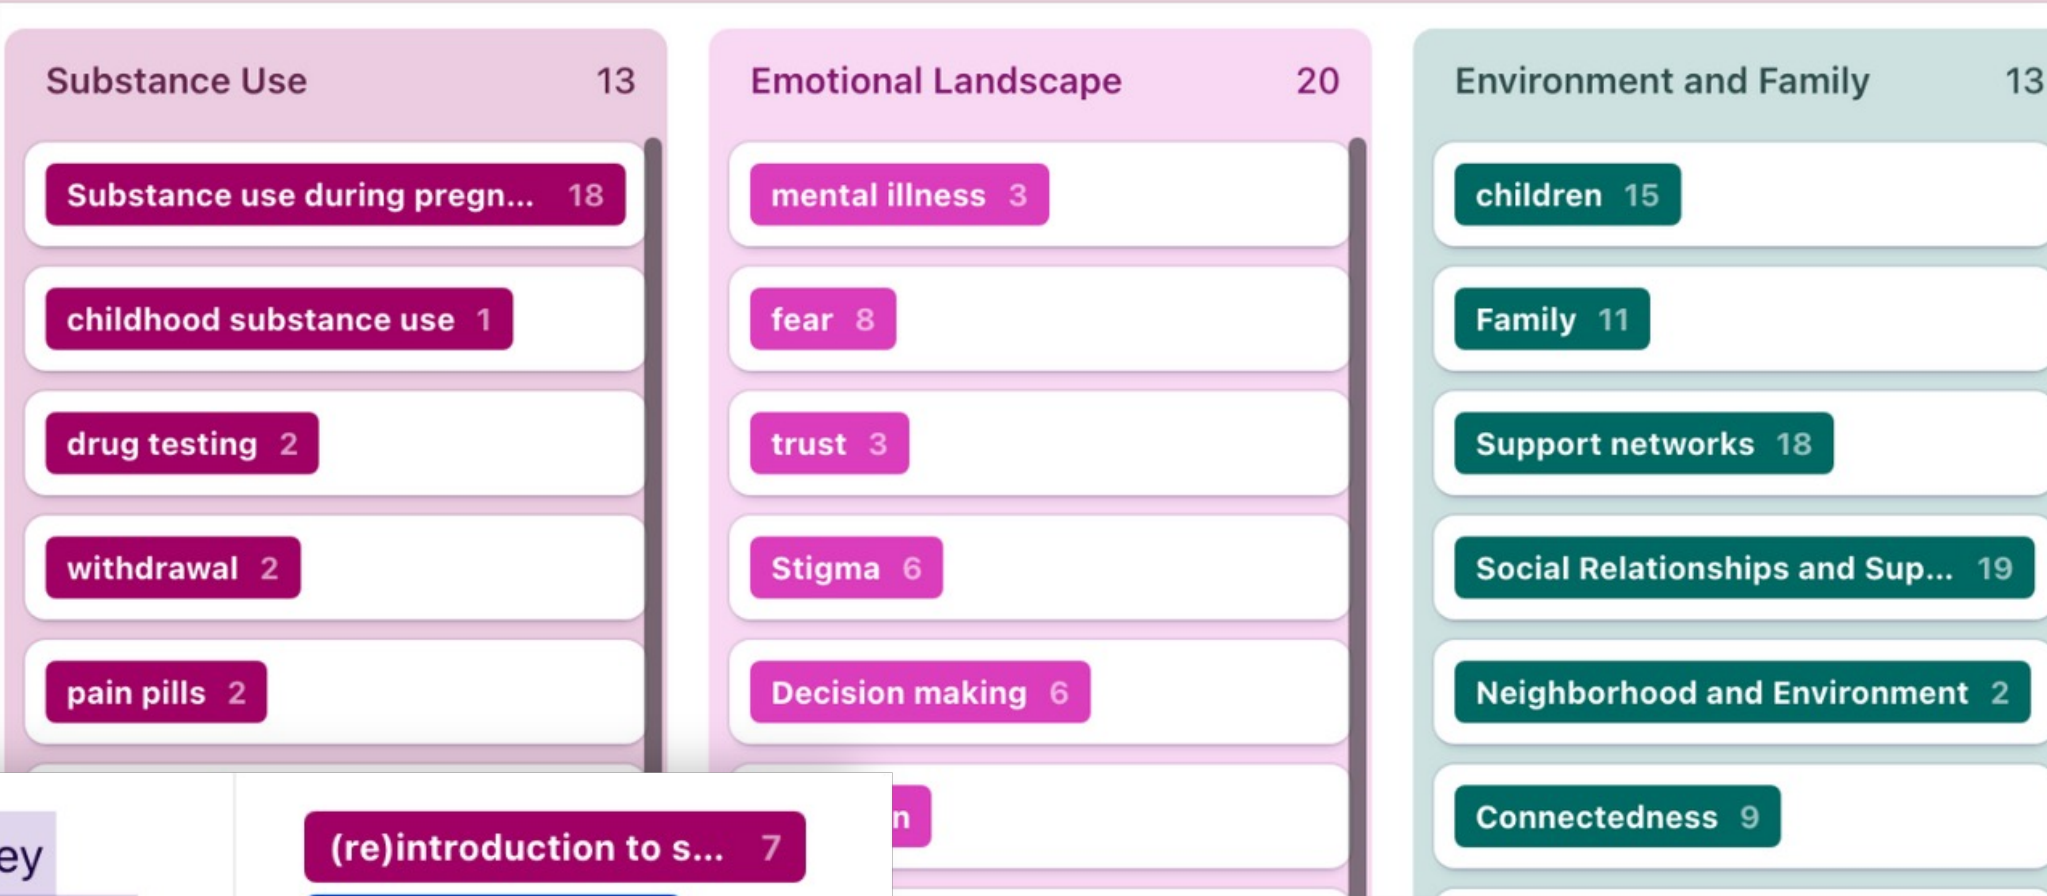 Substance Use 13
Substance use during pregn... 18
childhood substance use 1
drug testing 2
withdrawal 2
pain pills 2
Emotional Landscape 20
mental illness 3
fear 8
trust 3
Stigma 6
Decision making 6
n
Environment and Family 13
children 15
Family 11
Support networks 18
Social Relationships and Sup... 19
Neighborhood and Environment 2
Connectedness 9
ey
(re)introduction to s... 7